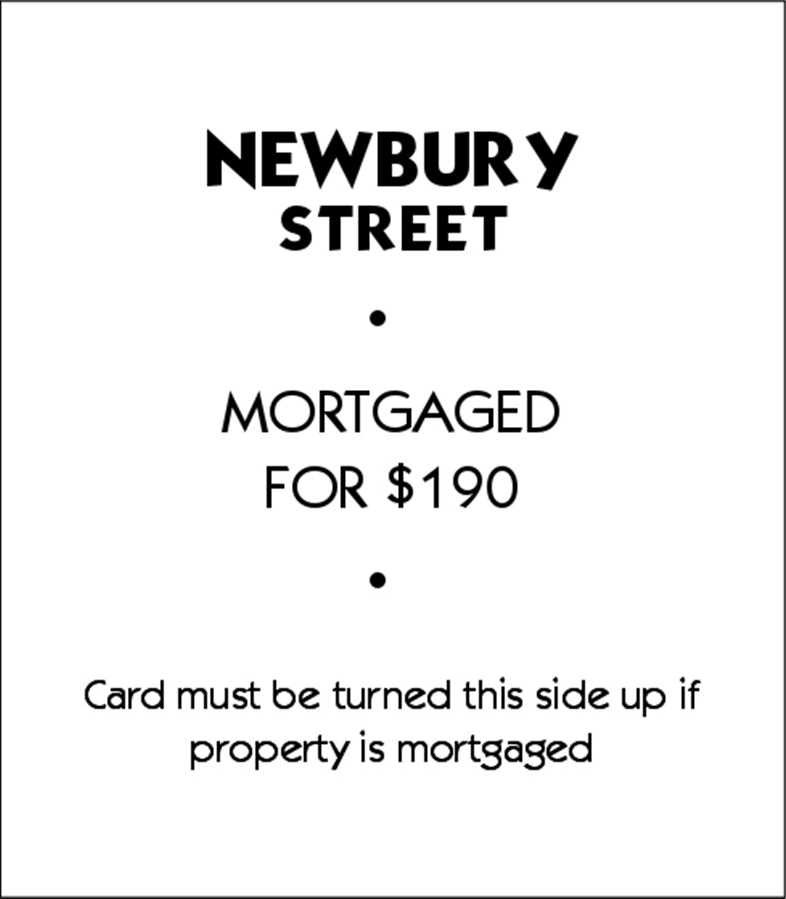 NEWBURY
STREET
•
MORTGAGED
FOR $190
•
Card must be turned this side up if
property is mortgaged